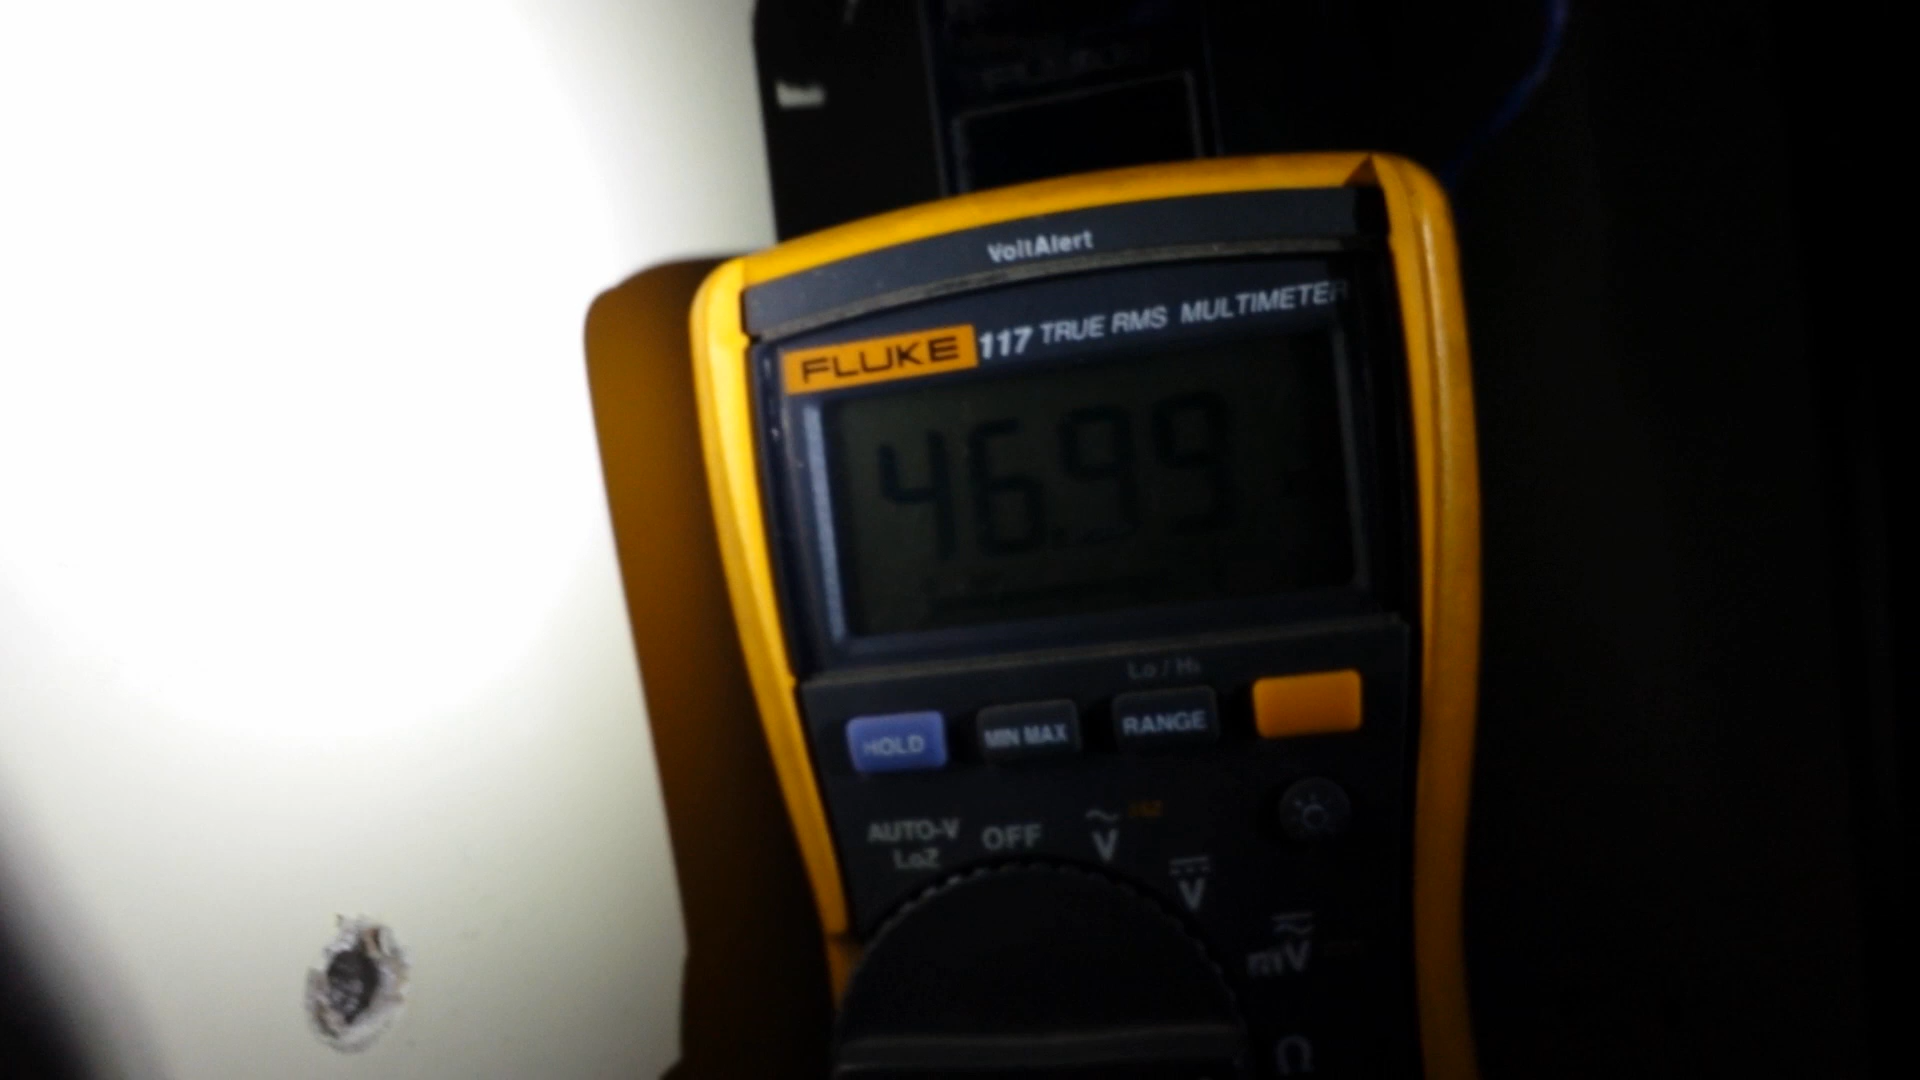 VoltAlert
FLUKE 117 TRUE RMS MULTIMETER
46.99
Lo / Hi
HOLD MIN MAX RANGE
AUTO-V
LoZ
OFF
V
V
mV
Ω